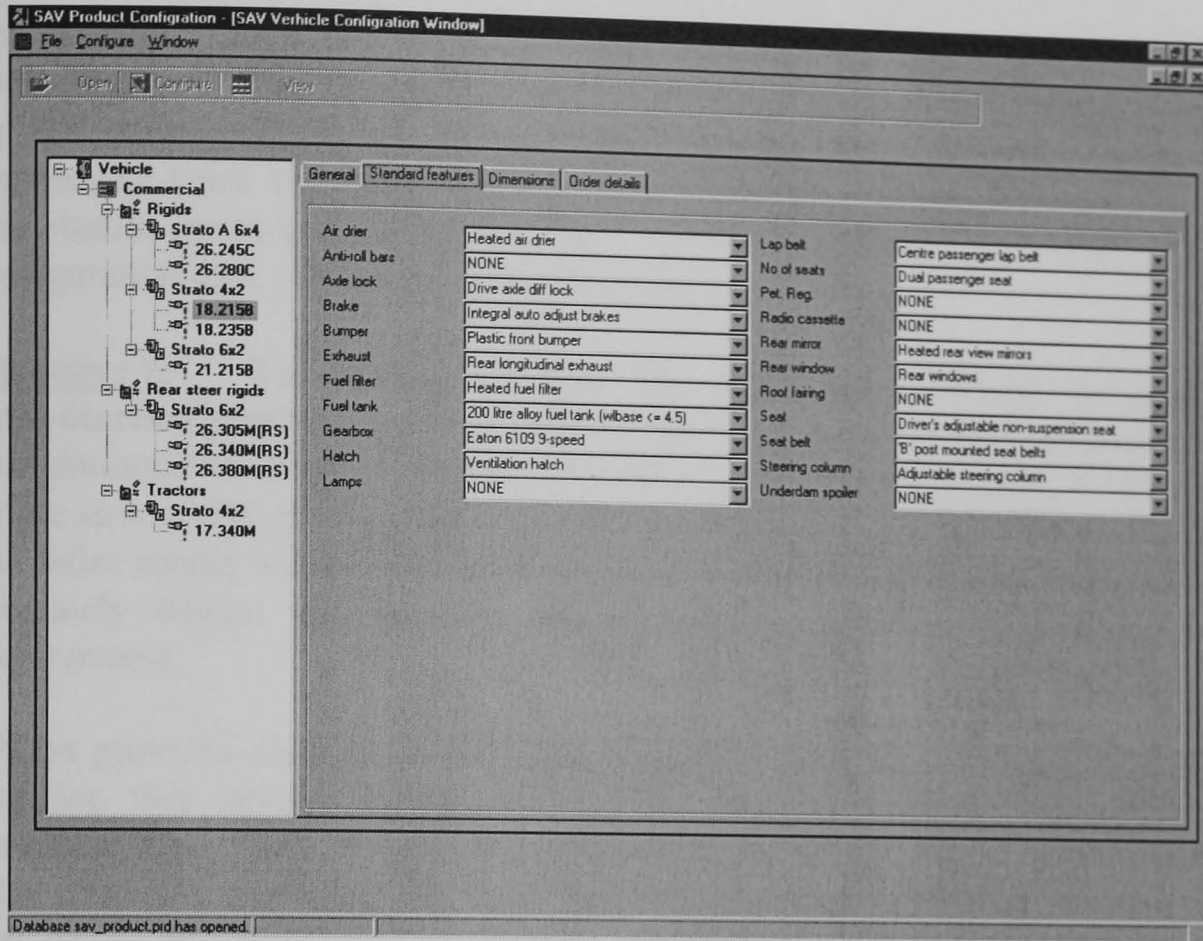 SAV Product Configration - [SAV Verhicle Configration Window]
File Configure Window
Open Configure View
Vehicle
Commercial
Rigids
Strato A 6x4
26.245C
26.280C
Strato 4x2
18.215B
18.235B
Strato 6x2
21.215B
Rear steer rigids
Strato 6x2
26.305M(RS)
26.340M(RS)
26.380M(RS)
Tractors
Strato 4x2
17.340M
General Standard features Dimensions Order details
Air drier Heated air drier
Anti-roll bars NONE
Axle lock Drive axle diff lock
Brake Integral auto adjust brakes
Bumper Plastic front bumper
Exhaust Rear longitudinal exhaust
Fuel filter Heated fuel filter
Fuel tank 200 litre alloy fuel tank (wlbase <= 4.5)
Gearbox Eaton 6109 9-speed
Hatch Ventilation hatch
Lamps NONE
Lap belt Centre passenger lap belt
No of seats Dual passenger seat
Pet. Reg. NONE
Radio cassette NONE
Rear mirror Heated rear view mirrors
Rear window Rear windows
Roof fairing NONE
Seat Driver's adjustable non-suspension seat
Seat belt 'B' post mounted seat belts
Steering column Adjustable steering column
Underdam spoiler NONE
Database sav_product.prd has opened.